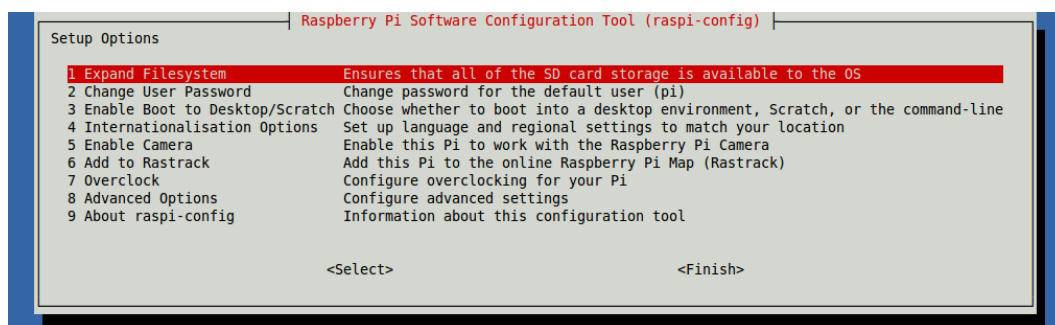 Raspberry Pi Software Configuration Tool (raspi-config)
Setup Options
1 Expand Filesystem Ensures that all of the SD card storage is available to the OS
2 Change User Password Change password for the default user (pi)
3 Enable Boot to Desktop/Scratch Choose whether to boot into a desktop environment, Scratch, or the command-line
4 Internationalisation Options Set up language and regional settings to match your location
5 Enable Camera Enable this Pi to work with the Raspberry Pi Camera
6 Add to Rastrack Add this Pi to the online Raspberry Pi Map (Rastrack)
7 Overclock Configure overclocking for your Pi
8 Advanced Options Configure advanced settings
9 About raspi-config Information about this configuration tool
<Select> <Finish>